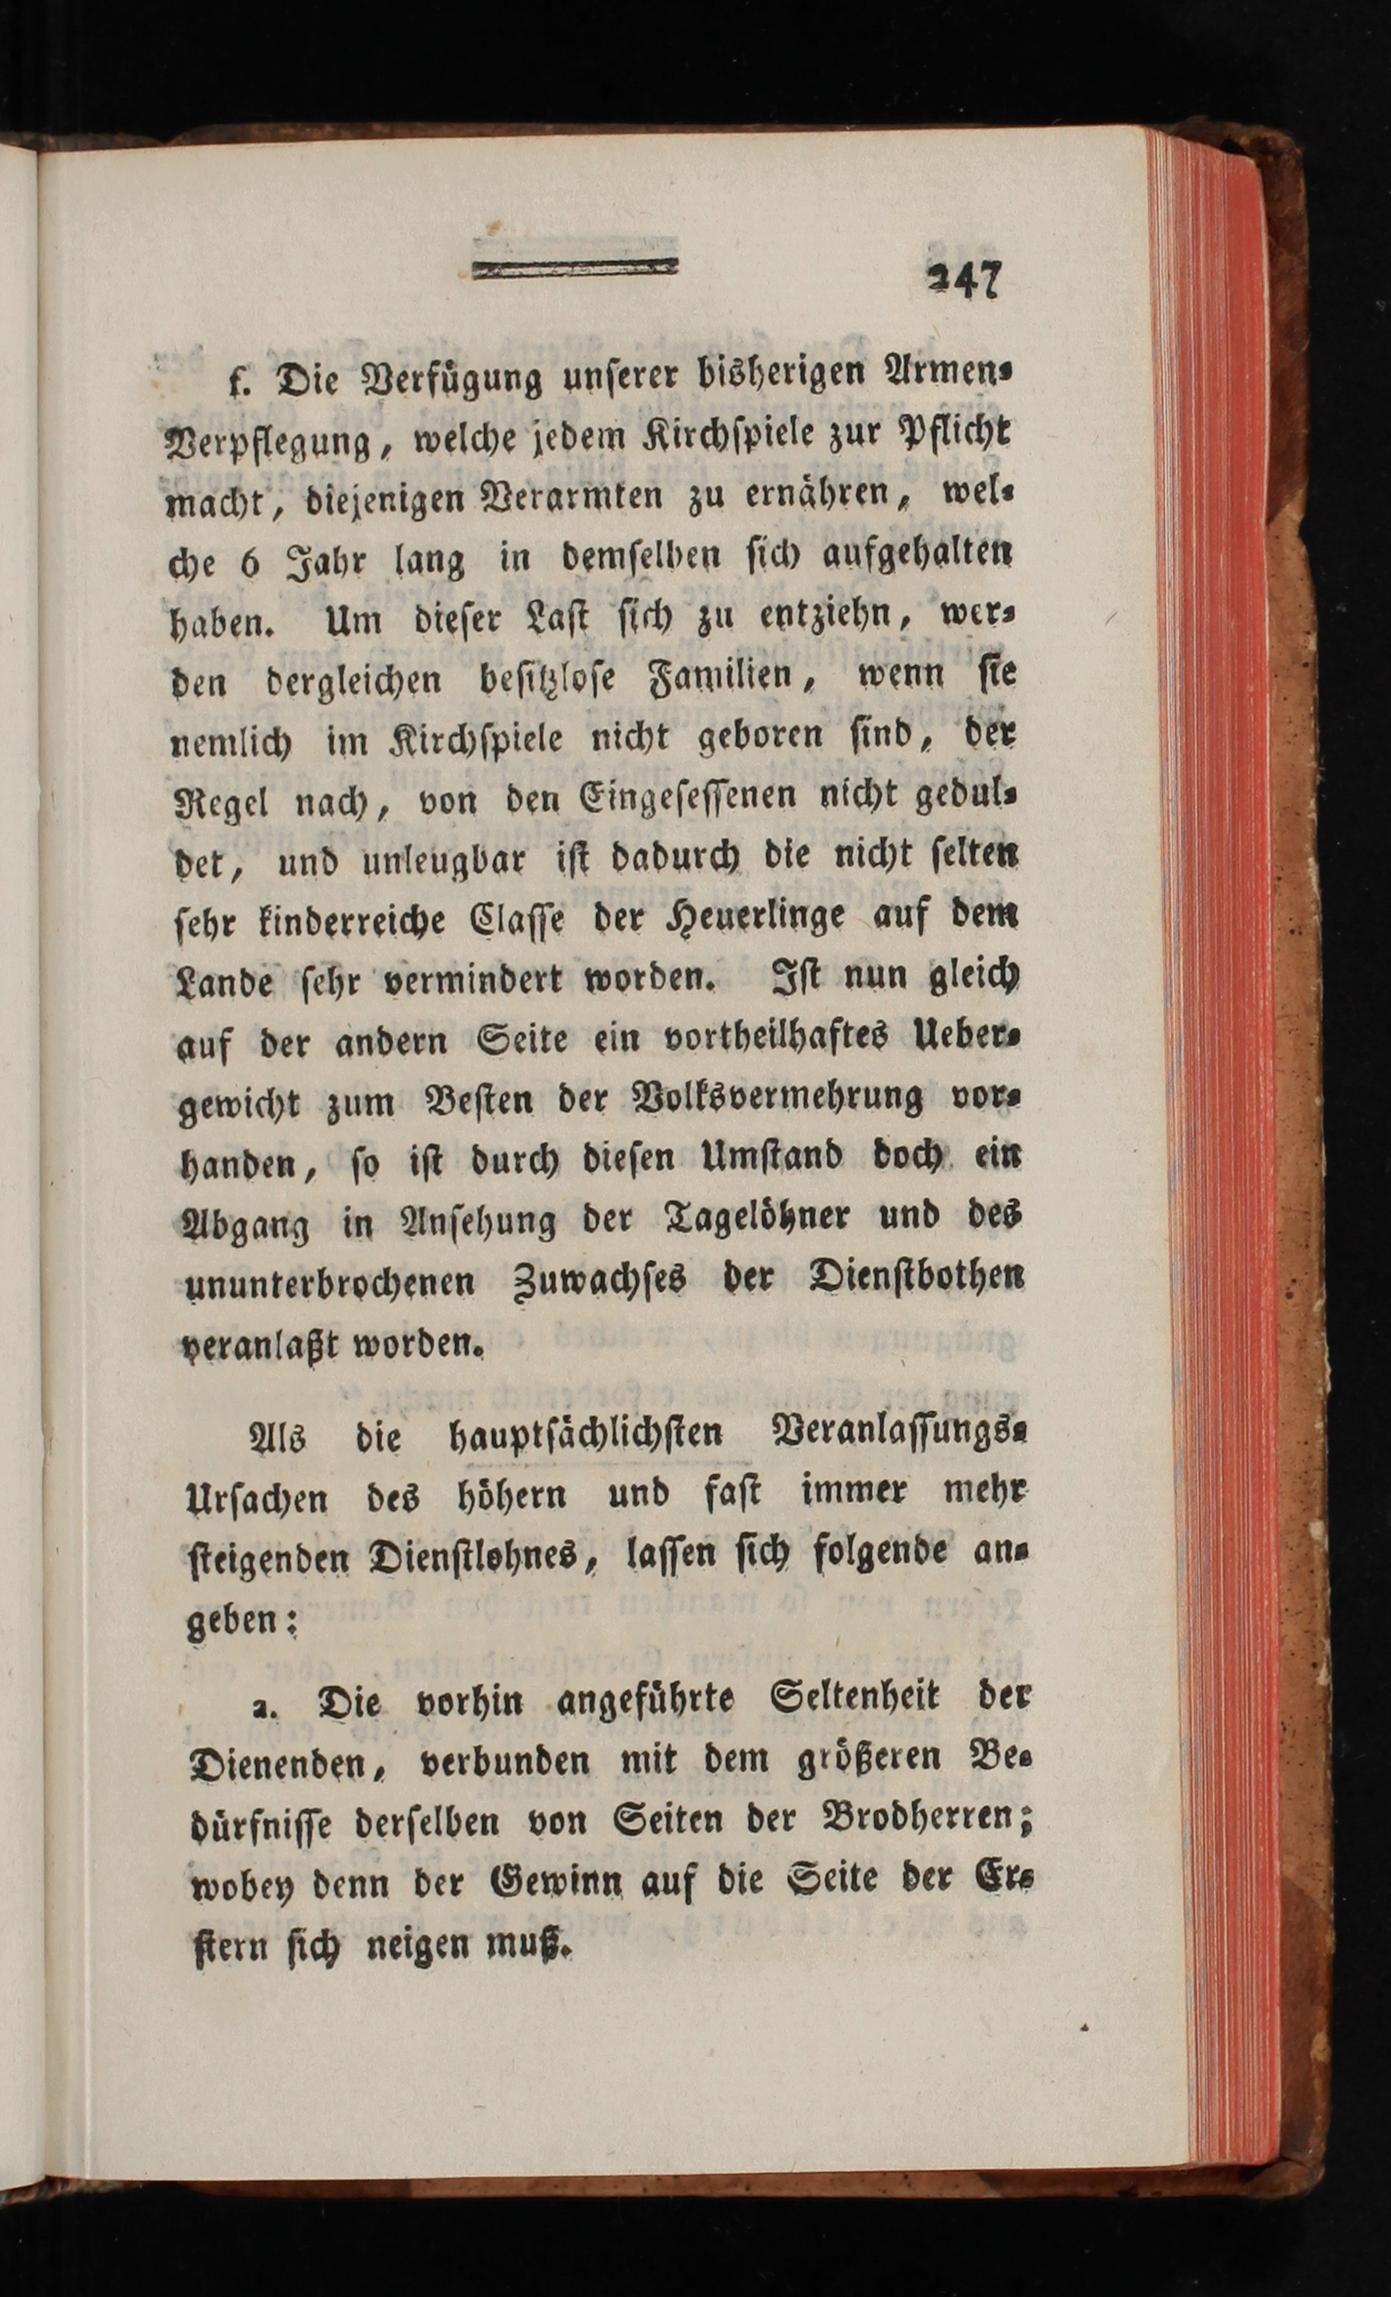 247
f. Die Verfügung unſerer bisherigen Armen⸗
Verpflegung, welche jedem Kirchſpiele zur Pflicht
macht, diejenigen Verarmten zu ernähren, wel⸗
che 6 Jahr lang in demſelben ſich aufgehalten
haben. Um dieſer Laſt ſich zu entziehn, wer⸗
den dergleichen beſitzloſe Familien, wenn ſie
nemlich im Kirchſpiele nicht geboren ſind, der
Regel nach, von den Eingeſeſſenen nicht gedul⸗
det, und unleugbar iſt dadurch die nicht ſelten
ſehr kinderreiche Claſſe der Heuerlinge auf dem
Lande ſehr vermindert worden. Iſt nun gleich
auf der andern Seite ein vortheilhaftes Ueber⸗
gewicht zum Beſten der Volksvermehrung vor⸗
handen, ſo iſt durch dieſen Umſtand doch ein
Abgang in Anſehung der Tagelöhner und des
ununterbrochenen Zuwachſes der Dienſtbothen
veranlaßt worden.
Als die hauptſächlichſten Veranlaſſungs⸗
Urſachen des höhern und faſt immer mehr
ſteigenden Dienſtlohnes, laſſen ſich folgende an⸗
geben:
a. Die vorhin angeführte Seltenheit der
Dienenden, verbunden mit dem größeren Be⸗
dürfniſſe derſelben von Seiten der Brodherren;
wobey denn der Gewinn auf die Seite der Er⸗
ſtern ſich neigen muß.